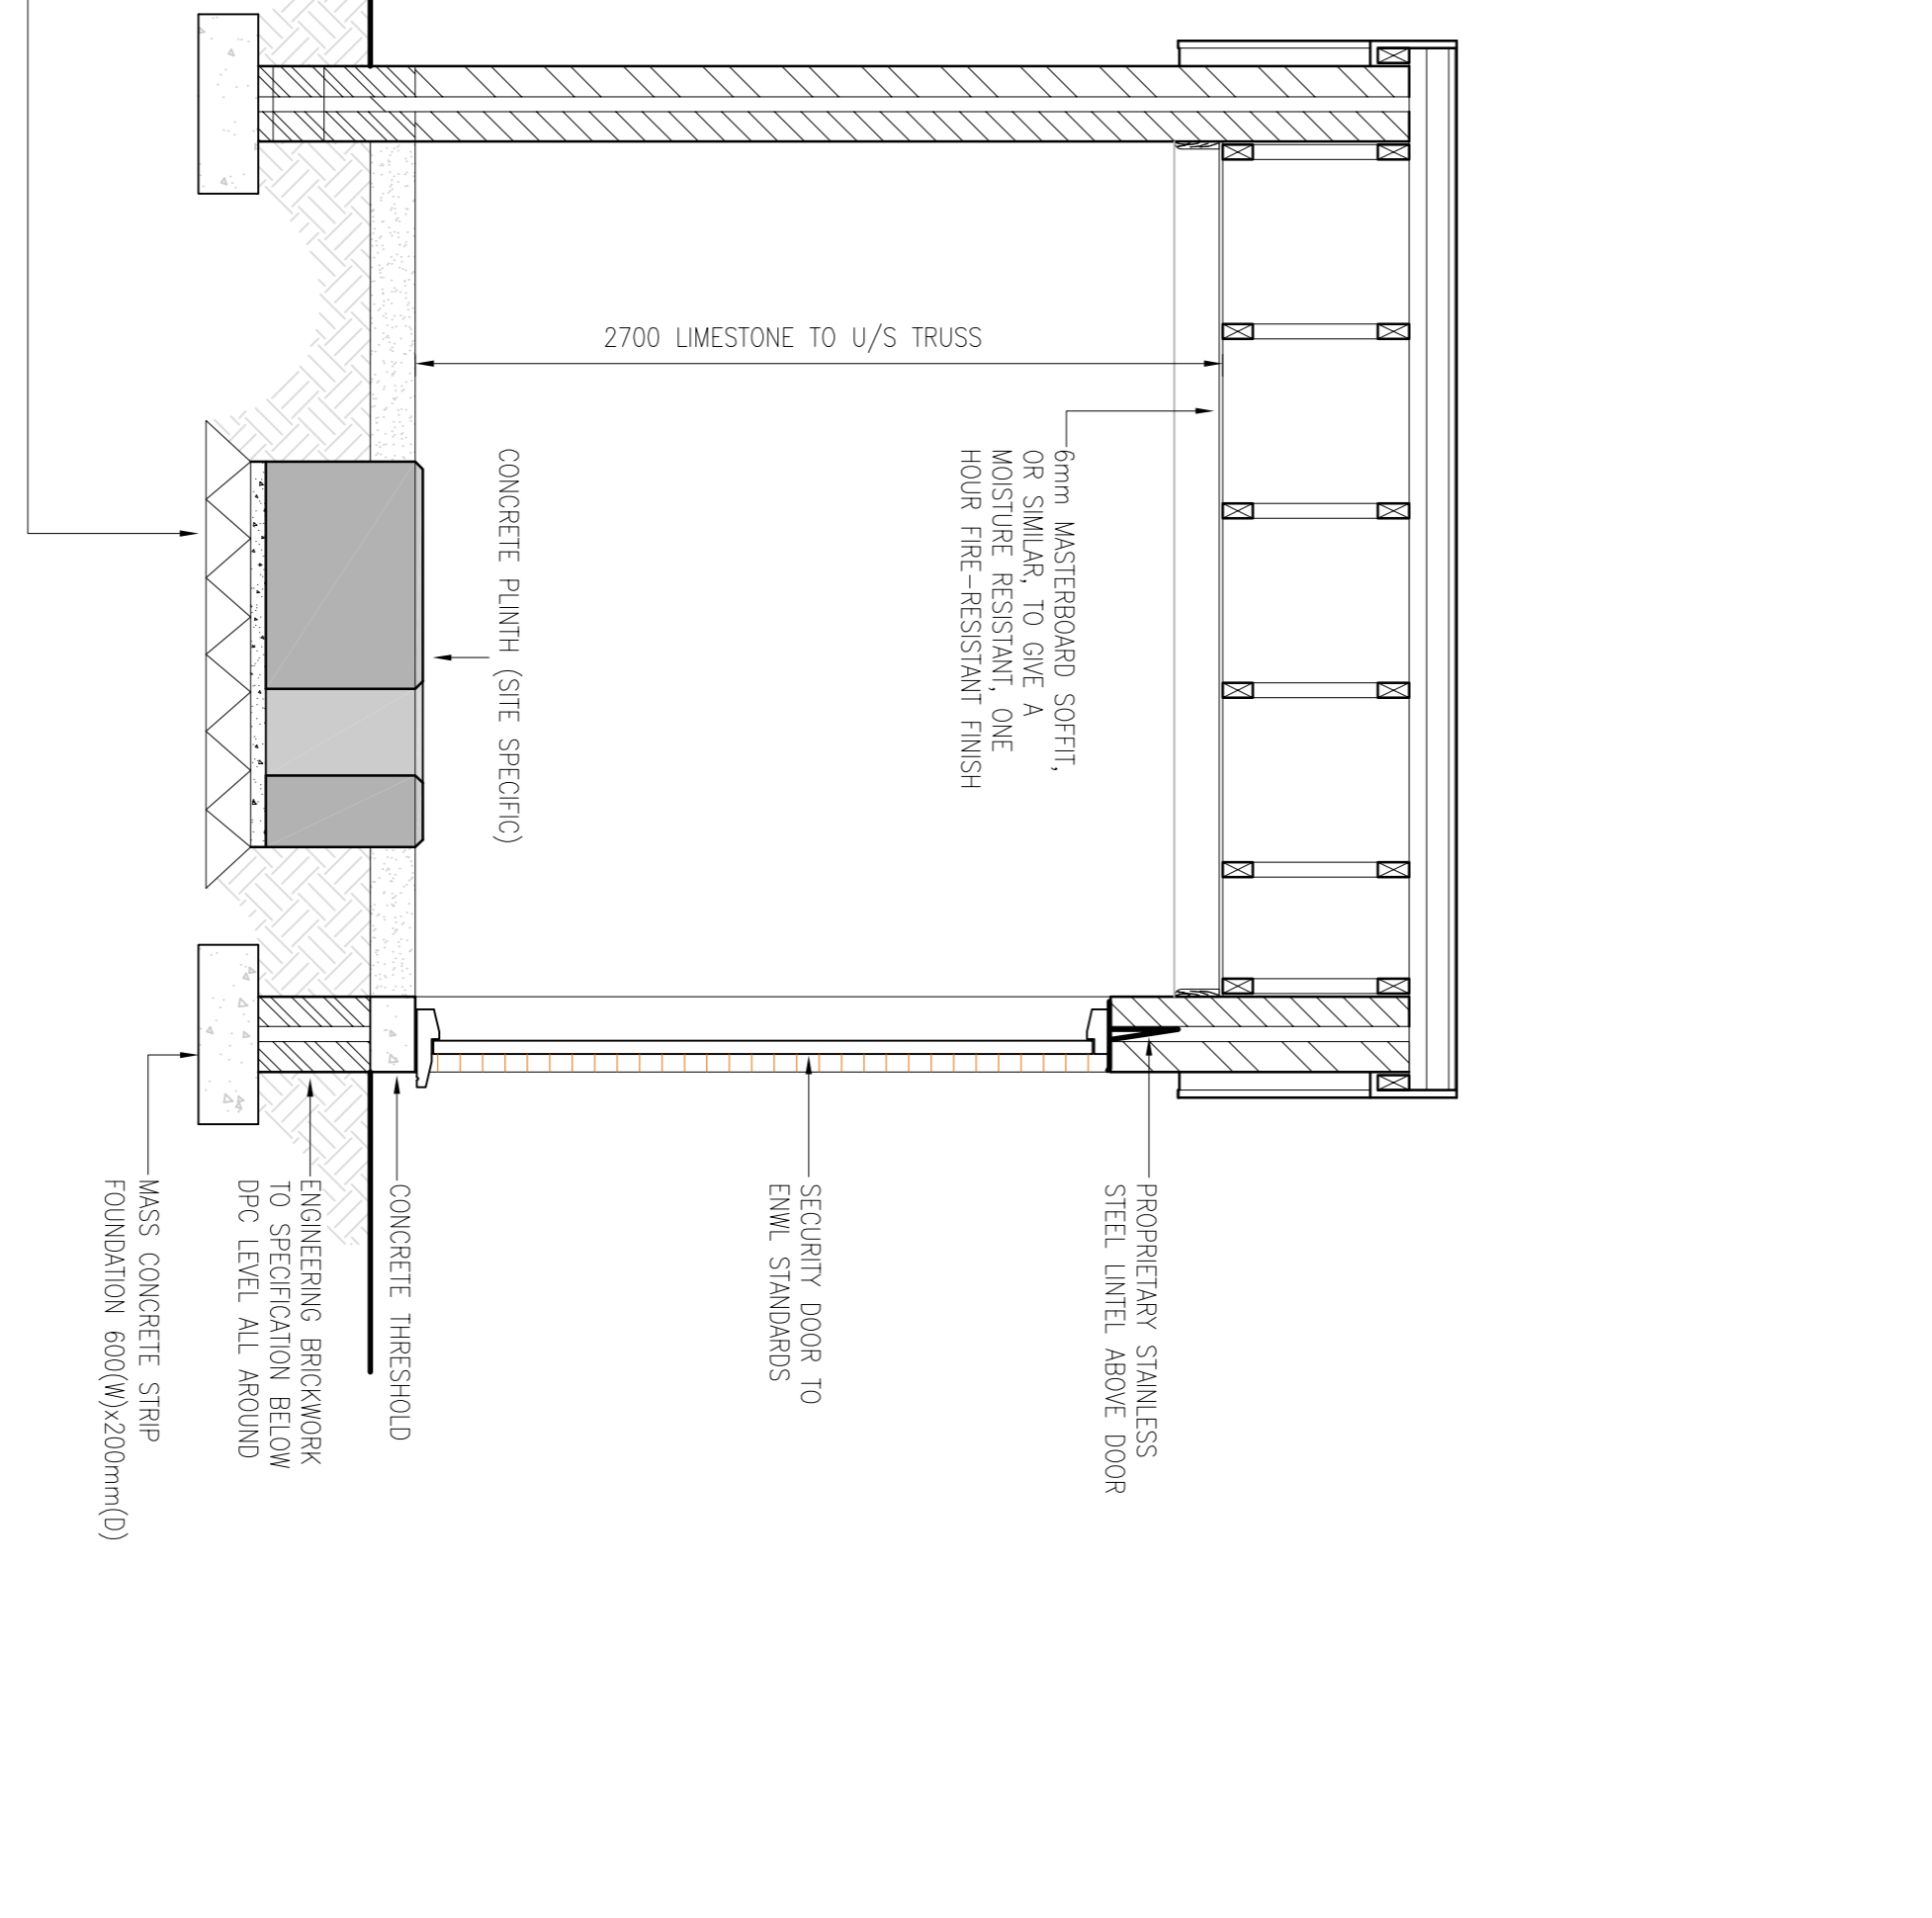 2700 LIMESTONE TO U/S TRUSS
6mm MASTERBOARD SOFFIT,
OR SIMILAR, TO GIVE A
MOISTURE RESISTANT, ONE
HOUR FIRE-RESISTANT FINISH
CONCRETE PLINTH (SITE SPECIFIC)
PROPRIETARY STAINLESS
STEEL LINTEL ABOVE DOOR
SECURITY DOOR TO
ENWL STANDARDS
CONCRETE THRESHOLD
ENGINEERING BRICKWORK
TO SPECIFICATION BELOW
DPC LEVEL ALL AROUND
MASS CONCRETE STRIP
FOUNDATION 600(W)x200mm(D)